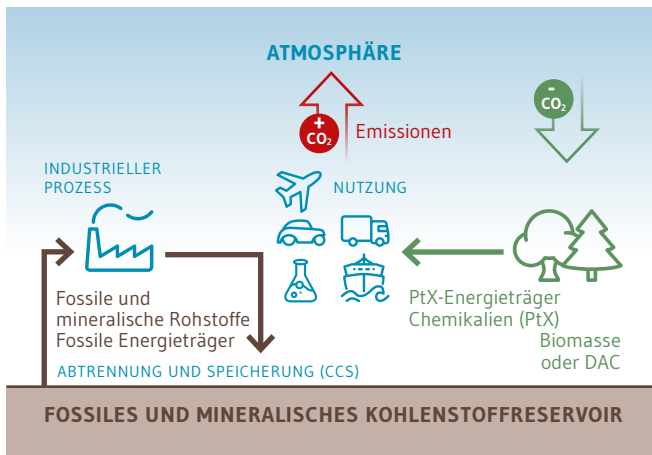 ATMOSPHÄRE
+
CO₂
Emissionen
-
CO₂
INDUSTRIELLER
PROZESS
NUTZUNG
Fossile und
mineralische Rohstoffe
Fossile Energieträger
PtX-Energieträger
Chemikalien (PtX)
Biomasse
oder DAC
ABTRENNUNG UND SPEICHERUNG (CCS)
FOSSILES UND MINERALISCHES KOHLENSTOFFRESERVOIR